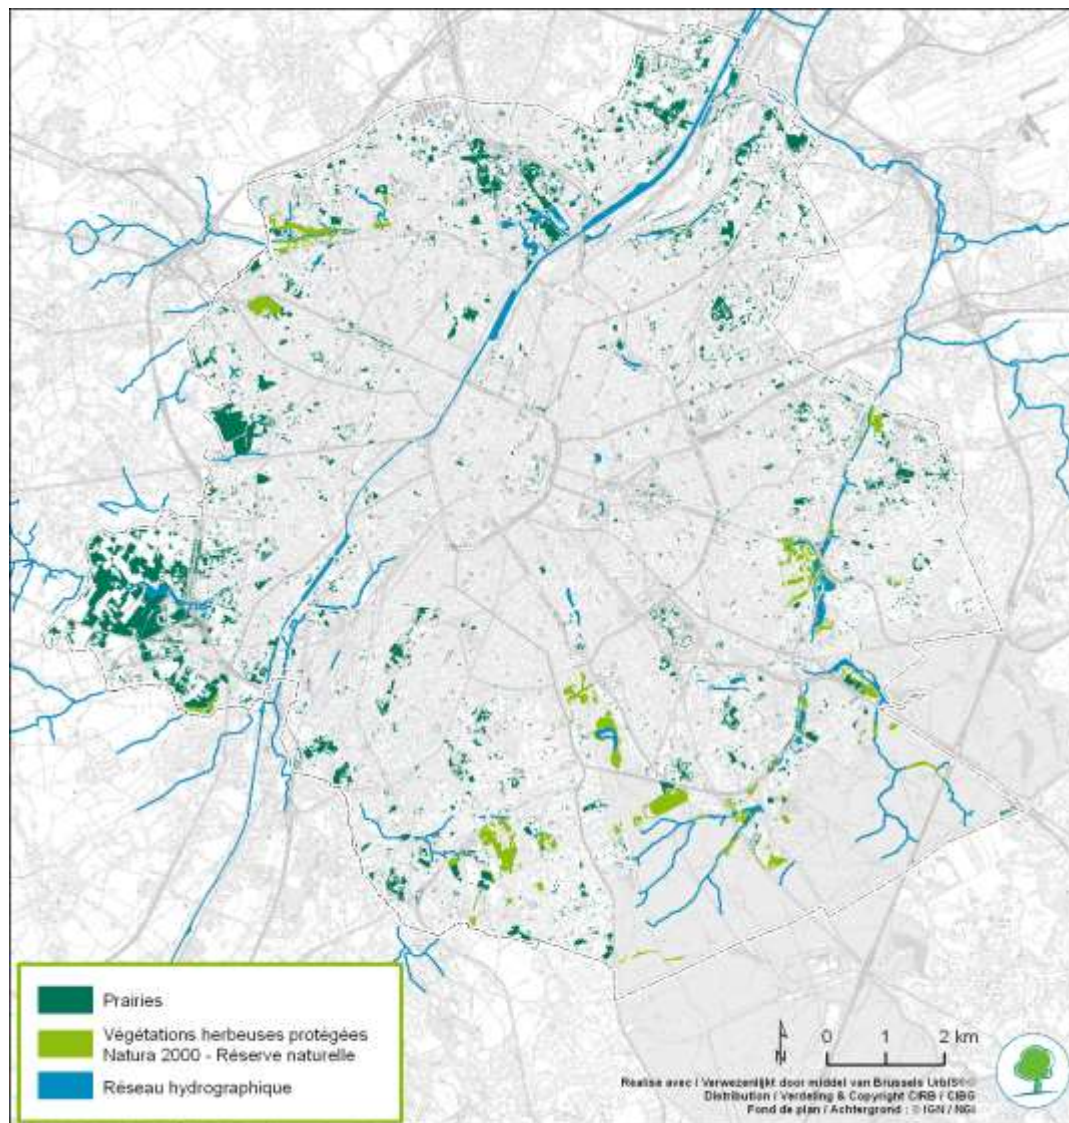 Prairies
Végétations herbeuses protégées
Natura 2000 - Réserve naturelle
Réseau hydrographique
N
0 1 2 km
Réalisé avec / Verwezenlijkt door middel van Brussels UrbIS®©
Distribution / Verdeling & Copyright CIRB / CIBG
Fond de plan / Achtergrond : © IGN / NGI